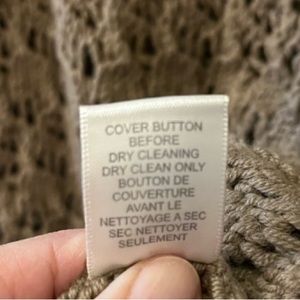 COVER BUTTON
BEFORE
DRY CLEANING
DRY CLEAN ONLY
BOUTON DE
COUVERTURE
AVANT LE
NETTOYAGE A SEC
SEC NETTOYER
SEULEMENT